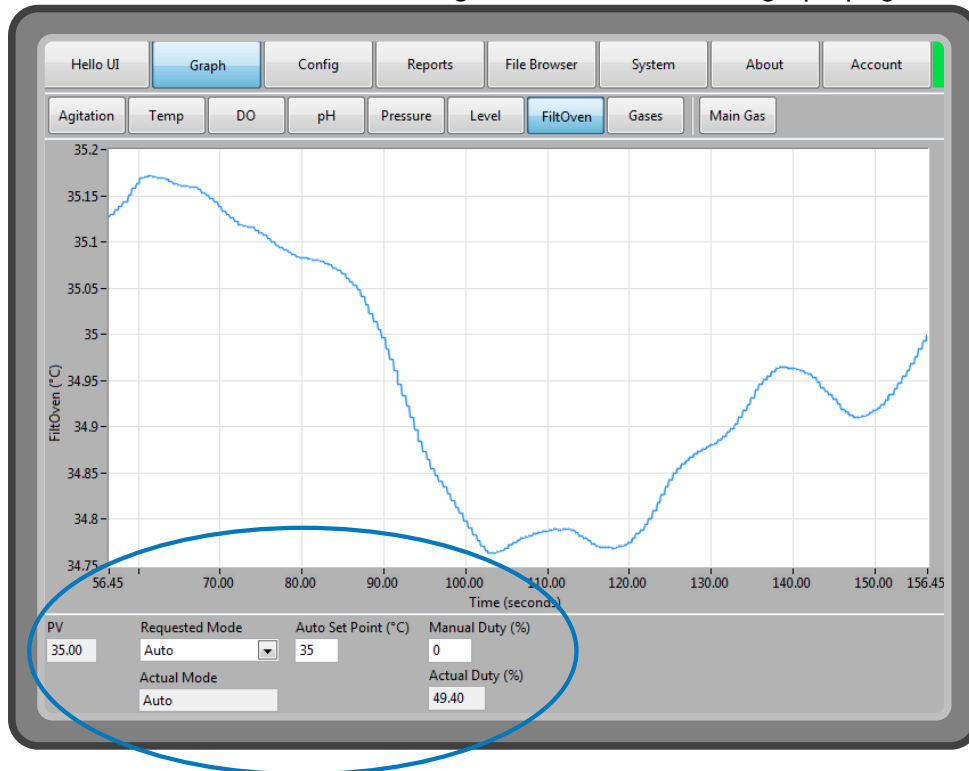 Hello UI Graph Config Reports File Browser System About Account
Agitation Temp DO pH Pressure Level FiltOven Gases Main Gas
35.2
35.15
35.1
35.05
35
34.95
34.9
34.85
34.8
34.75
FiltOven (°C)
56.45 70.00 80.00 90.00 100.00 110.00 120.00 130.00 140.00 150.00 156.45
Time (seconds)
PV Requested Mode Auto Set Point (°C) Manual Duty (%)
35.00 Auto 35 0
Actual Mode Actual Duty (%)
Auto 49.40